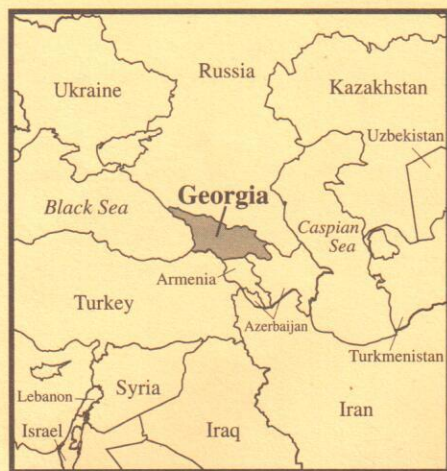 Russia
Ukraine
Kazakhstan
Uzbekistan
Georgia
Black Sea
Caspian
Sea
Armenia
Turkey
Azerbaijan
Turkmenistan
Syria
Lebanon
Iran
Israel
Iraq